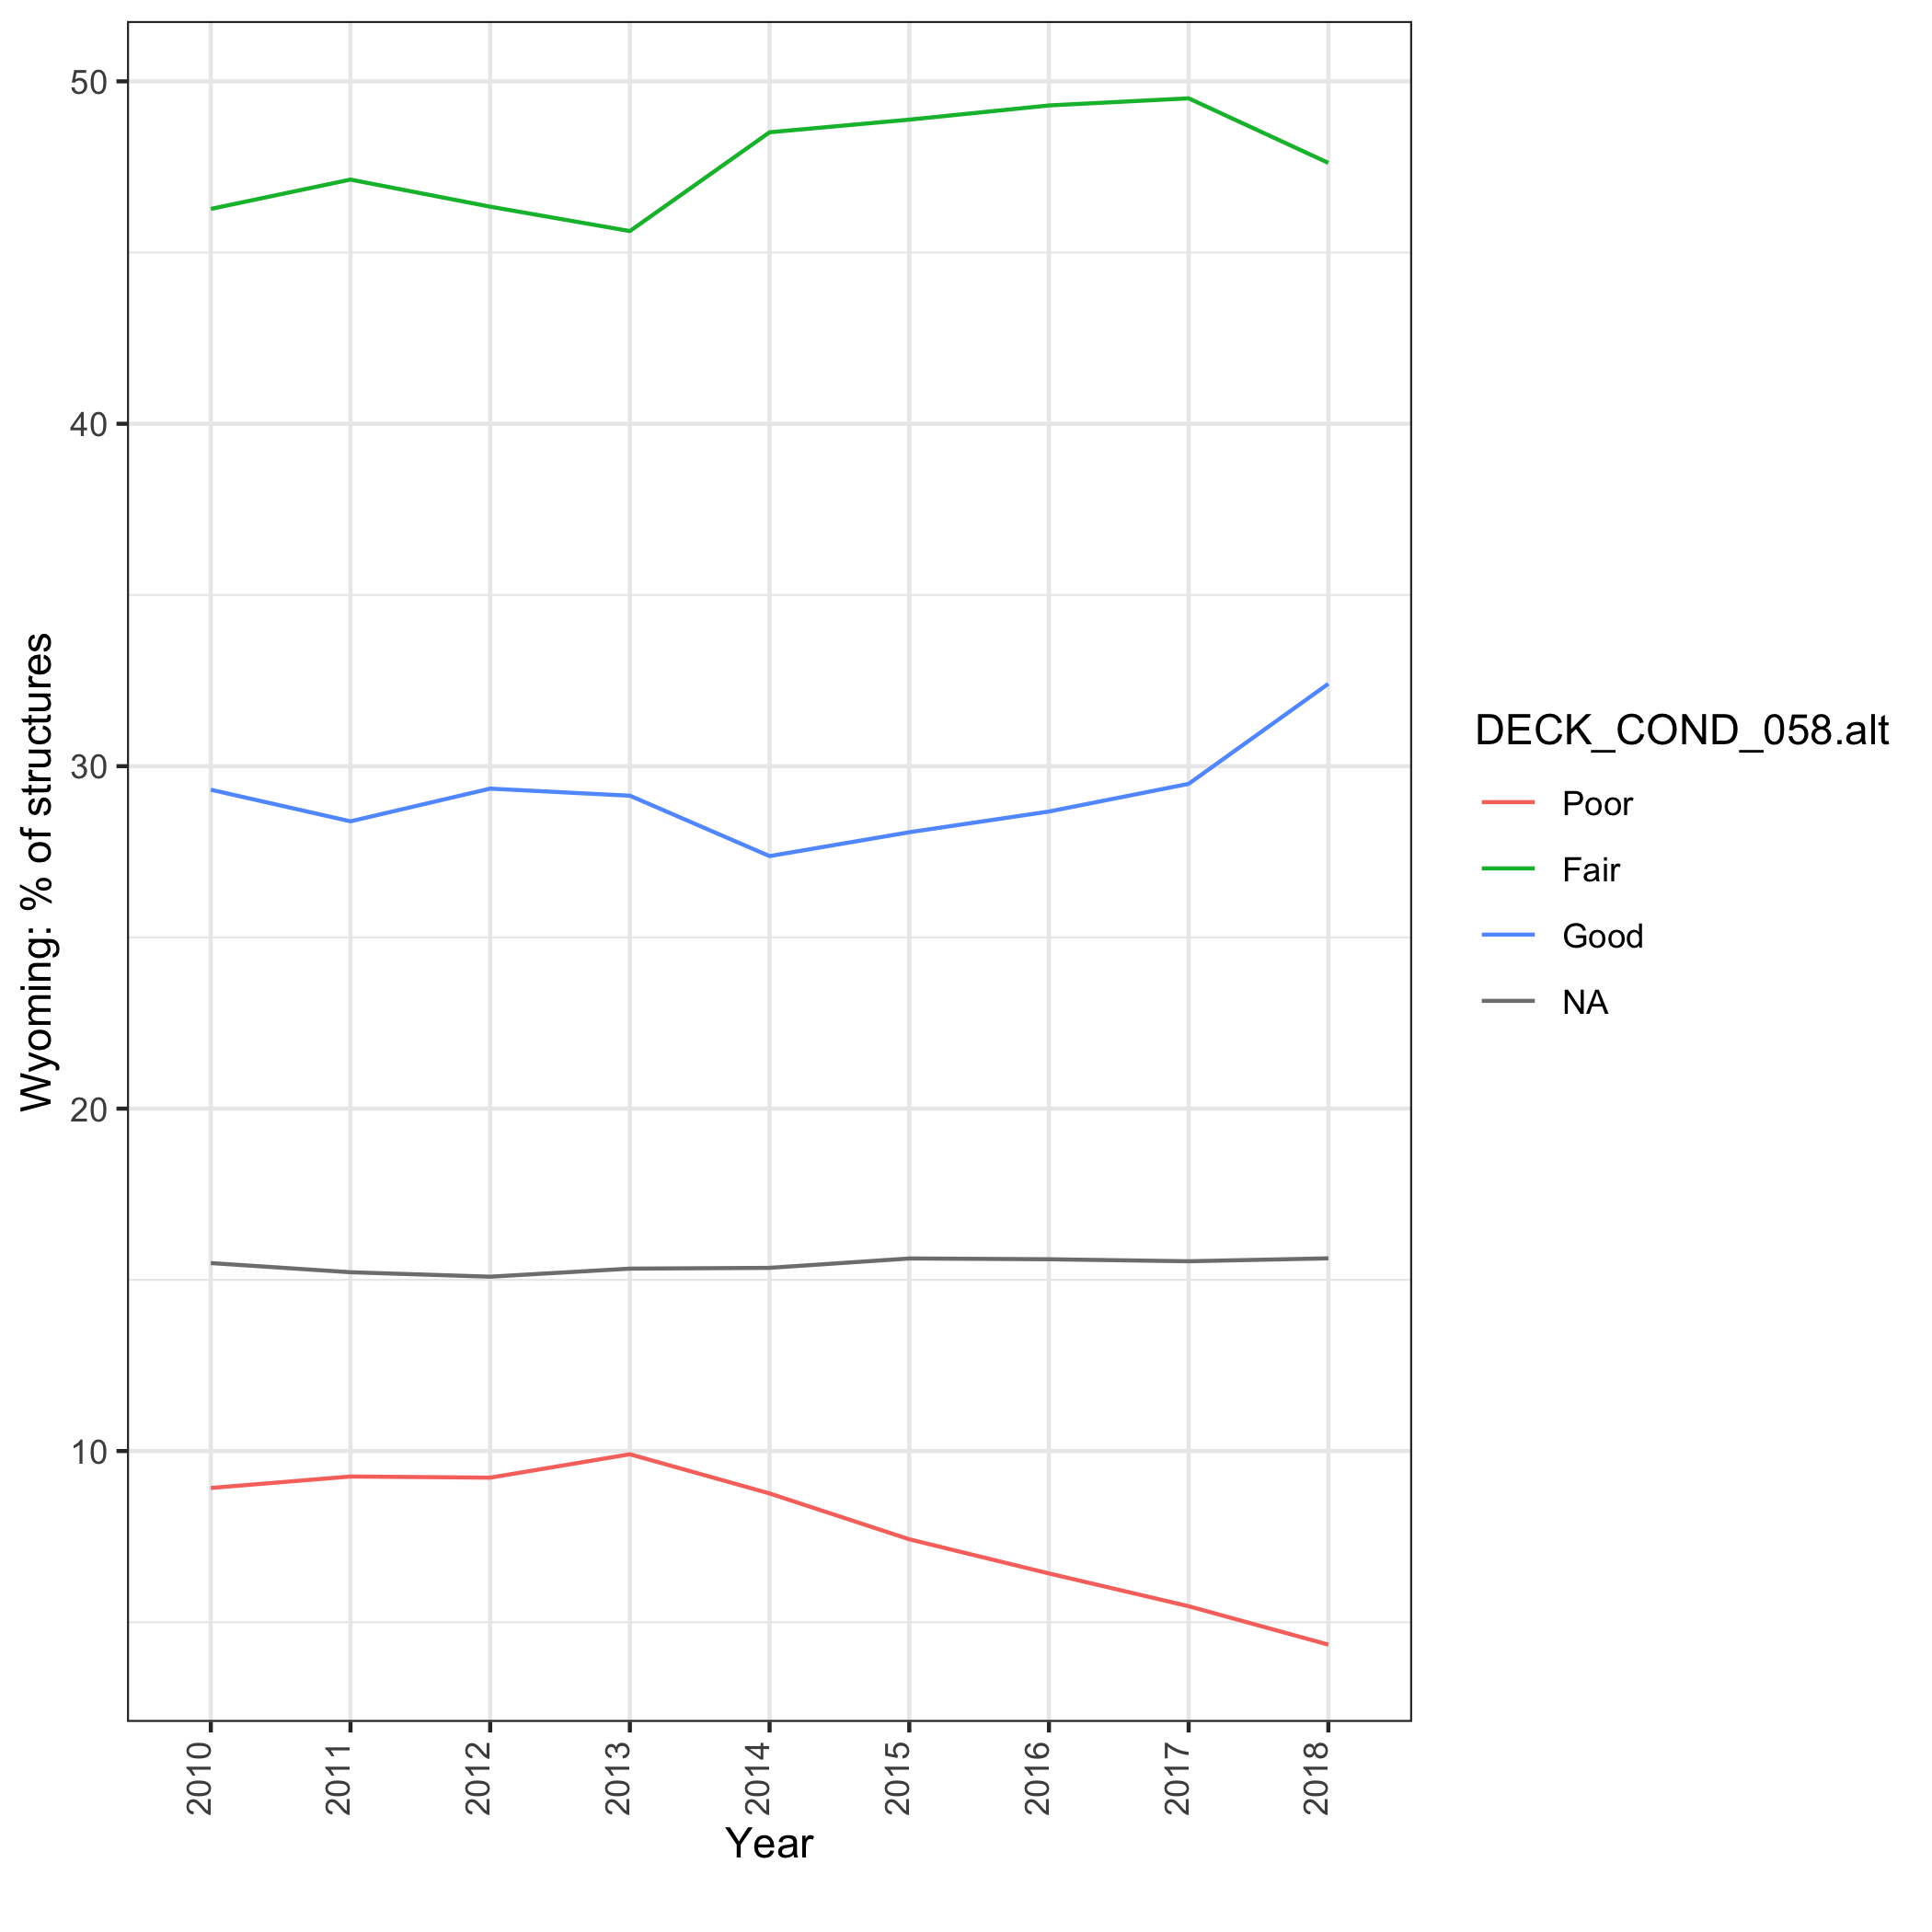 Wyoming: % of structures
50
40
30
20
10
2010
2011
2012
2013
2014
2015
2016
2017
2018
Year
DECK_COND_058.alt
Poor
Fair
Good
NA